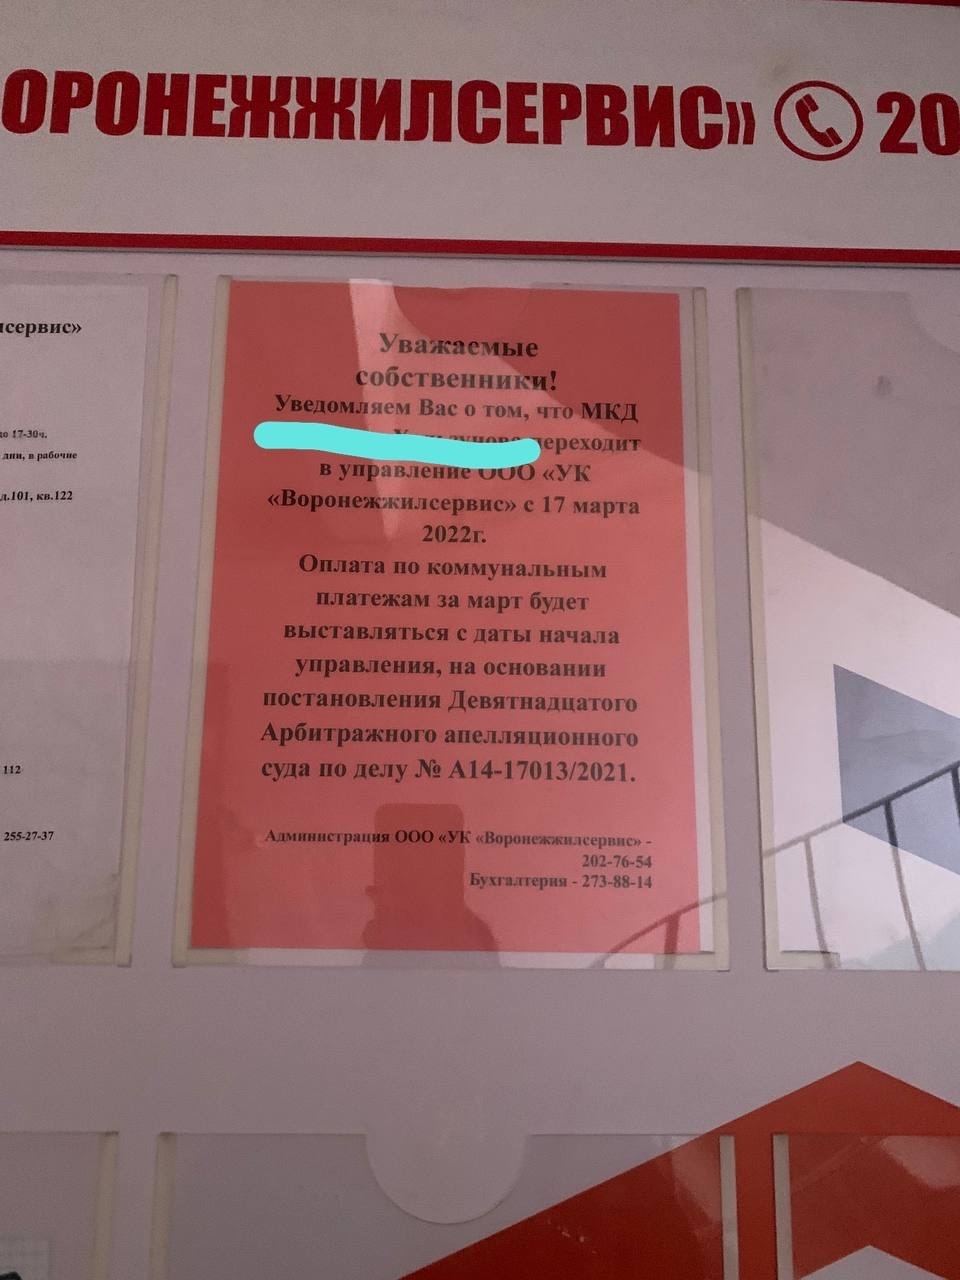 ОРОНЕЖЖИЛСЕРВИС» 20
лсервис»
до 17-30ч.
дни, в рабочие
д.101, кв.122
112
255-27-37
Уважаемые
собственники!
Уведомляем Вас о том, что МКД
переходит
в управление ООО «УК
«Воронежжилсервис» с 17 марта
2022г.
Оплата по коммунальным
платежам за март будет
выставляться с даты начала
управления, на основании
постановления Девятнадцатого
Арбитражного апелляционного
суда по делу № А14-17013/2021.
Администрация ООО «УК «Воронежжилсервис» -
202-76-54
Бухгалтерия - 273-88-14